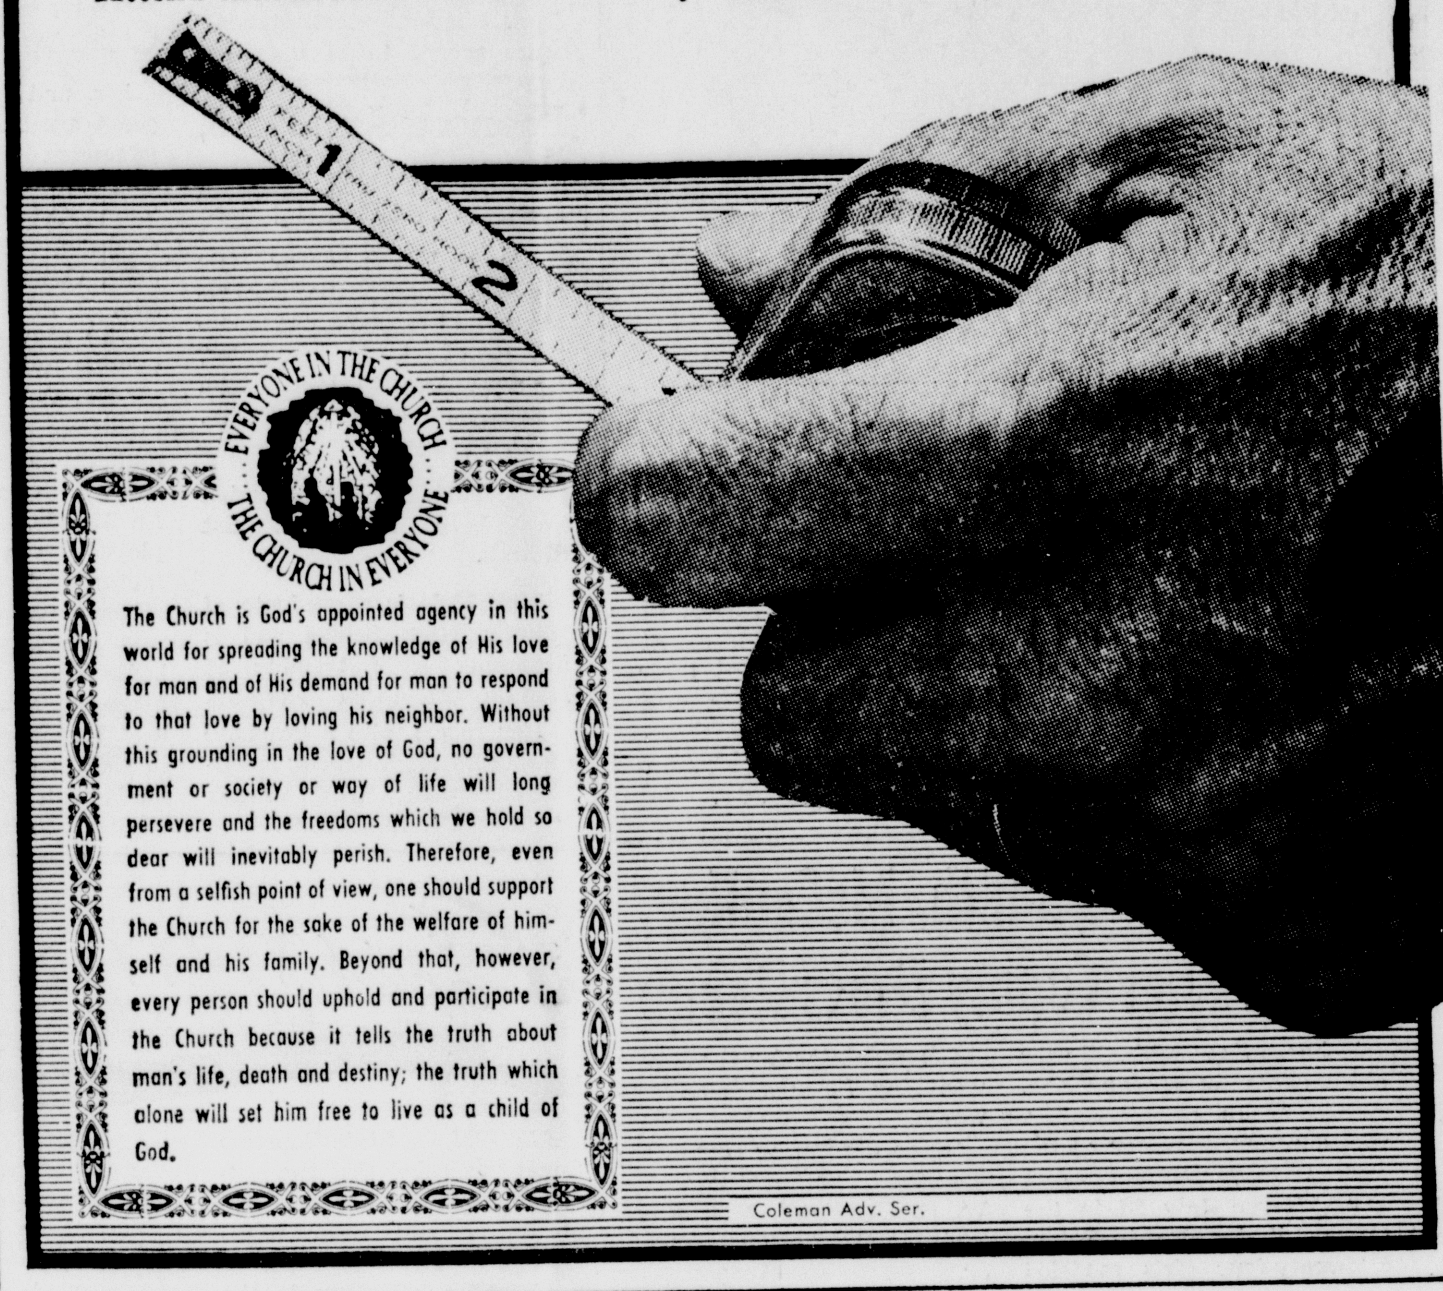 FEET
INCH 1
TRU ZERO HOOK
2
EVERYONE IN THE CHURCH
THE CHURCH IN EVERYONE
The Church is God's appointed agency in this
world for spreading the knowledge of His love
for man and of His demand for man to respond
to that love by loving his neighbor. Without
this grounding in the love of God, no govern-
ment or society or way of life will long
persevere and the freedoms which we hold so
dear will inevitably perish. Therefore, even
from a selfish point of view, one should support
the Church for the sake of the welfare of him-
self and his family. Beyond that, however,
every person should uphold and participate in
the Church because it tells the truth about
man's life, death and destiny; the truth which
alone will set him free to live as a child of
God.
Coleman Adv. Ser.